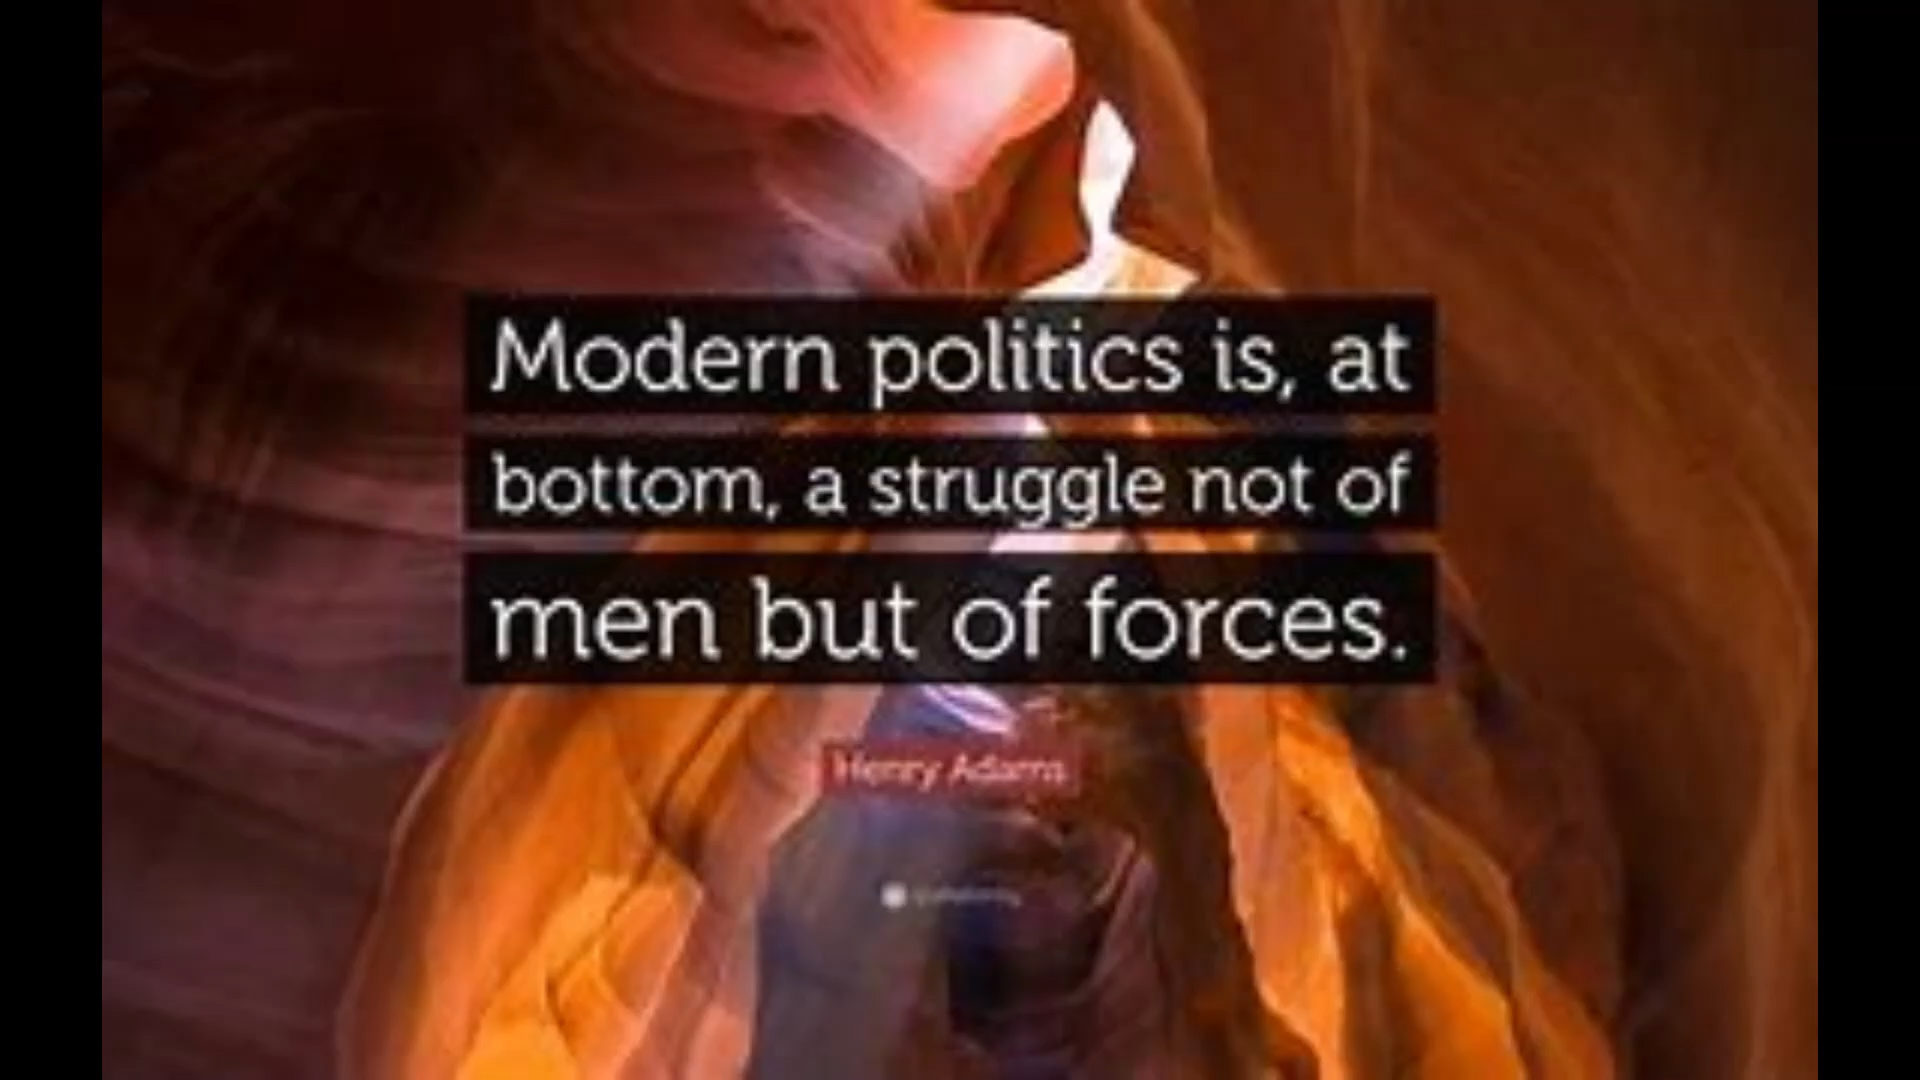 Modern politics is, at
bottom, a struggle not of
men but of forces.
Henry Adams